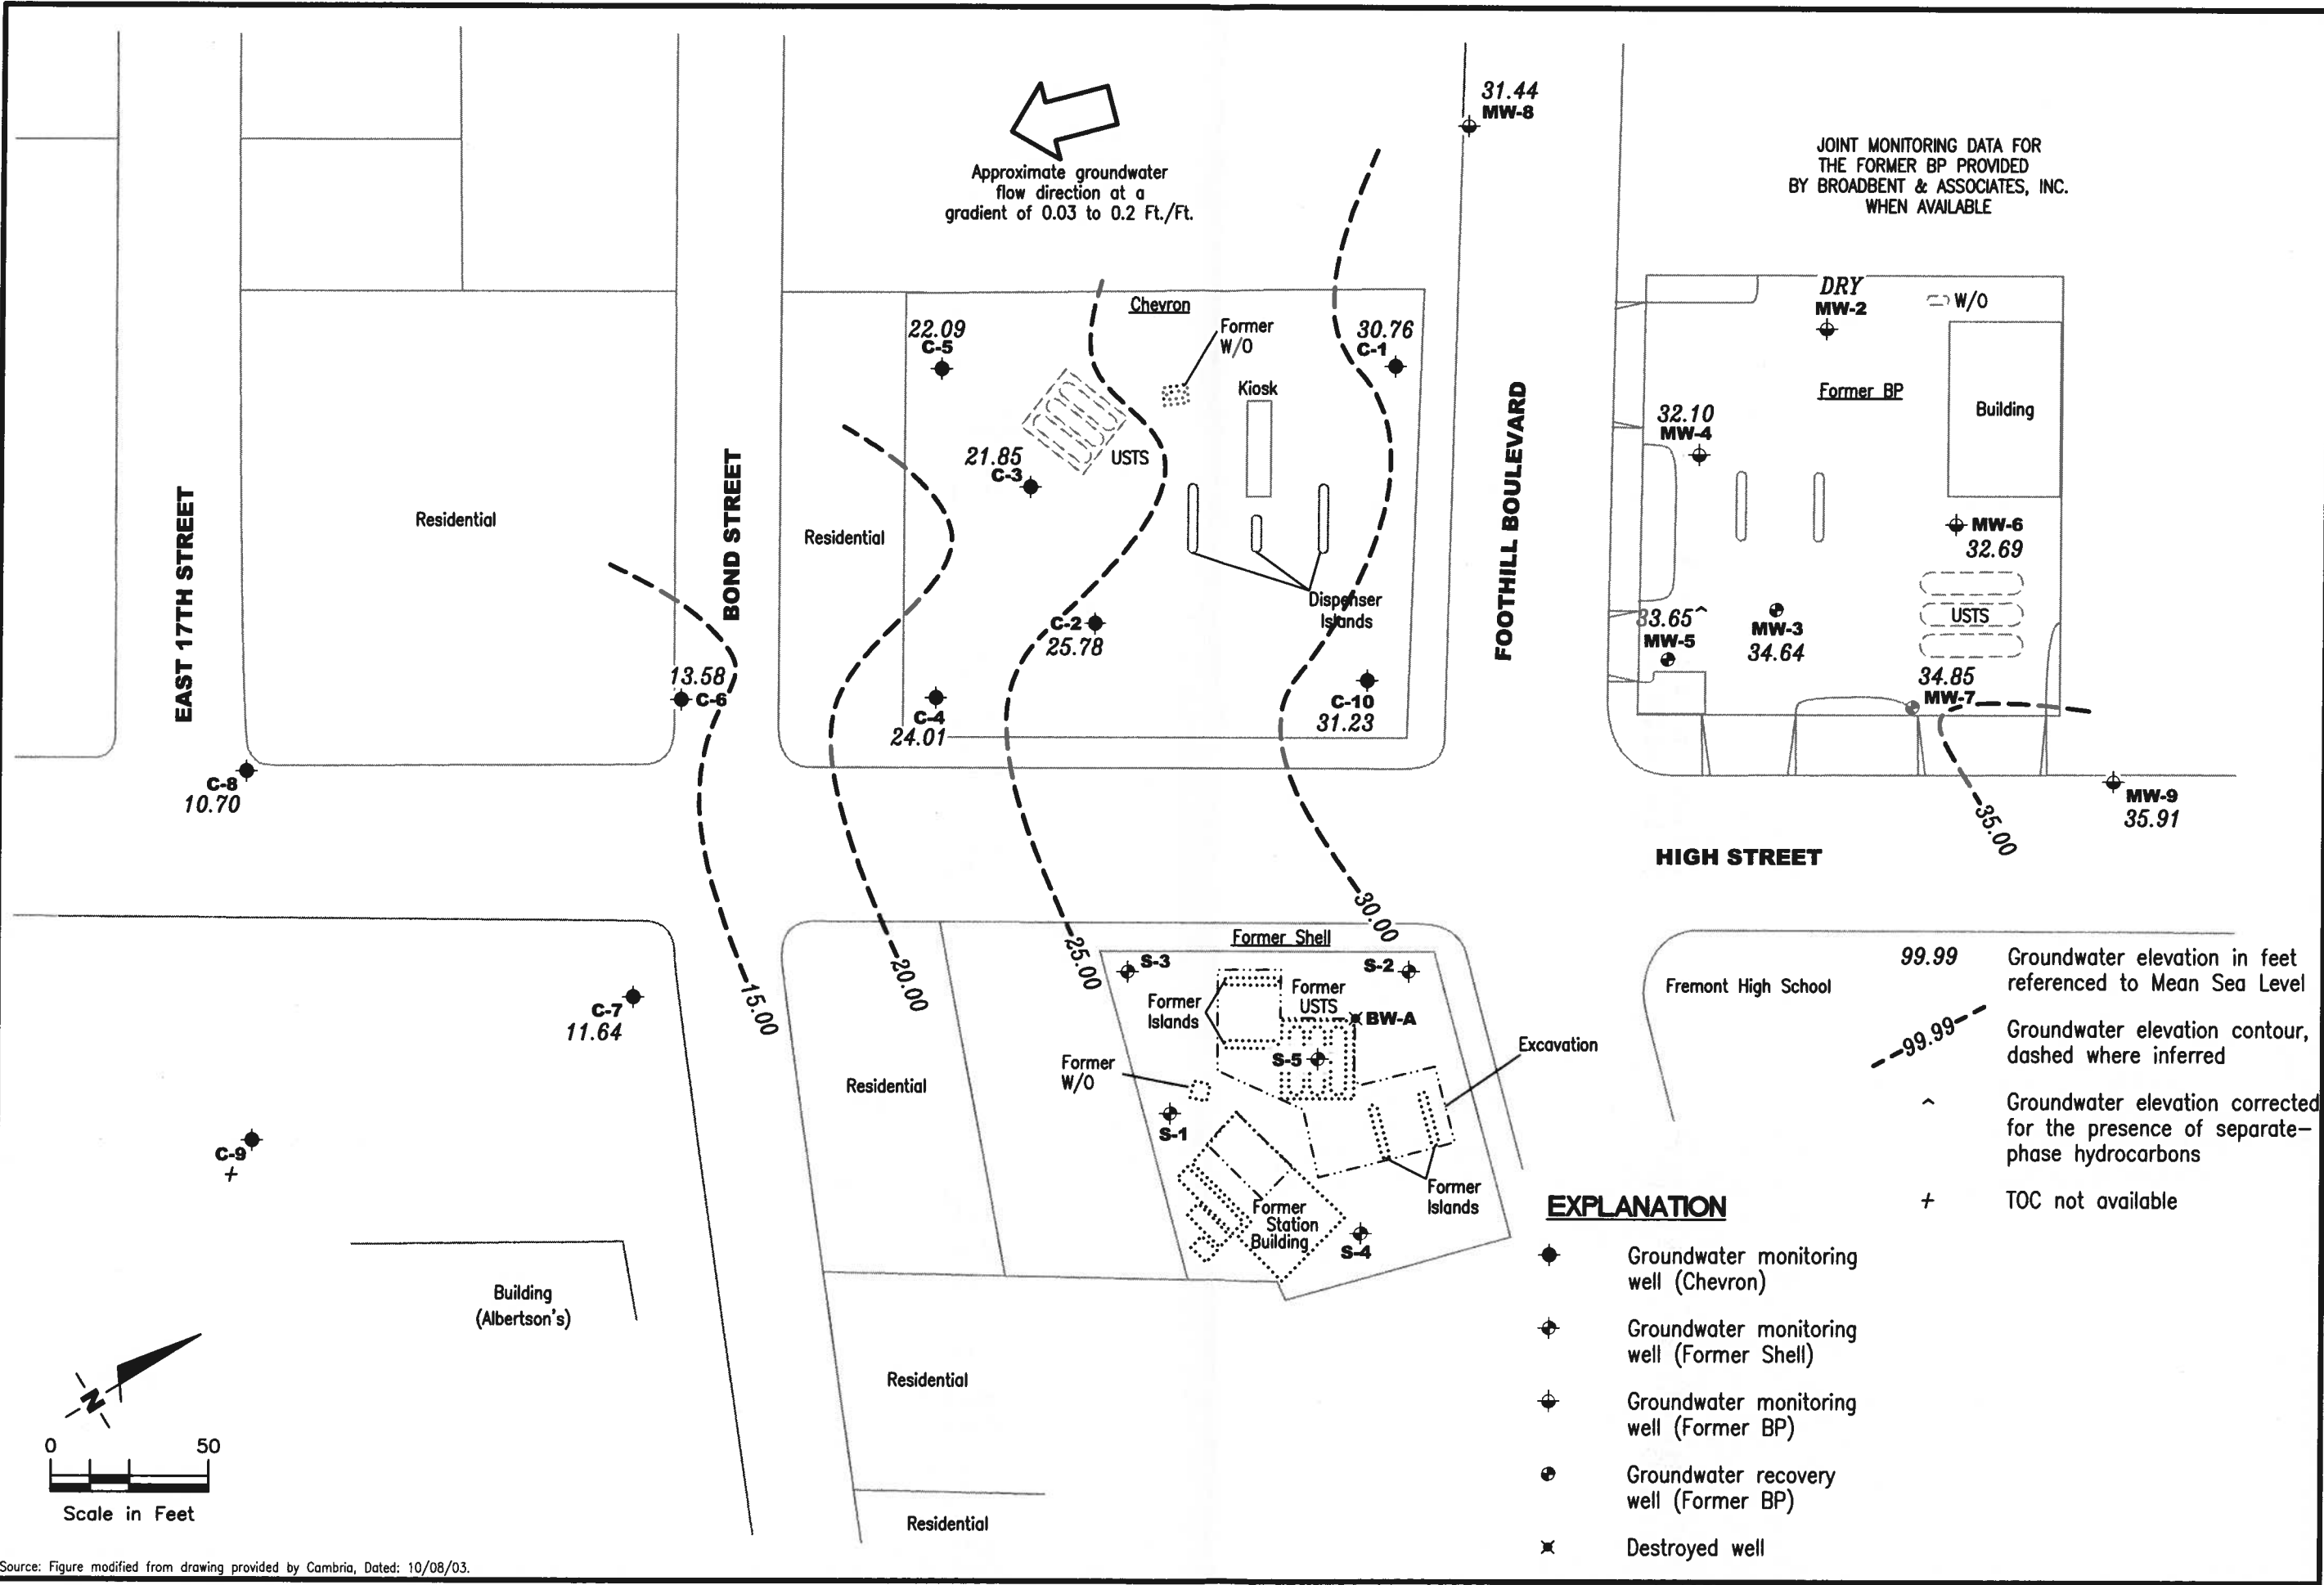 31.44
MW-8
Approximate groundwater
flow direction at a
gradient of 0.03 to 0.2 Ft./Ft.
JOINT MONITORING DATA FOR
THE FORMER BP PROVIDED
BY BROADBENT & ASSOCIATES, INC.
WHEN AVAILABLE
Chevron
22.09
C-5
Former
W/O
30.76
C-1
Kiosk
21.85
C-3
USTS
DRY
MW-2
W/O
Former BP
Building
32.10
MW-4
MW-6
32.69
USTS
33.65^
MW-5
MW-3
34.64
34.85
MW-7
EAST 17TH STREET
Residential
BOND STREET
Residential
FOOTHILL BOULEVARD
Dispenser
Islands
C-2
25.78
13.58
C-6
C-4
24.01
C-10
31.23
C-8
10.70
MW-9
35.91
35.00
HIGH STREET
30.00
25.00
20.00
15.00
Former Shell
S-3
S-2
Former
Islands
Former
USTS
BW-A
S-5
Former
W/O
S-1
Excavation
Former
Islands
Former
Station
Building
S-4
Fremont High School
C-7
11.64
Residential
C-9
+
Building
(Albertson's)
Residential
Residential
99.99
Groundwater elevation in feet
referenced to Mean Sea Level
99.99
Groundwater elevation contour,
dashed where inferred
^
Groundwater elevation corrected
for the presence of separate-
phase hydrocarbons
+
TOC not available
EXPLANATION
Groundwater monitoring
well (Chevron)
Groundwater monitoring
well (Former Shell)
Groundwater monitoring
well (Former BP)
Groundwater recovery
well (Former BP)
Destroyed well
N
0 50
Scale in Feet
Source: Figure modified from drawing provided by Cambria, Dated: 10/08/03.